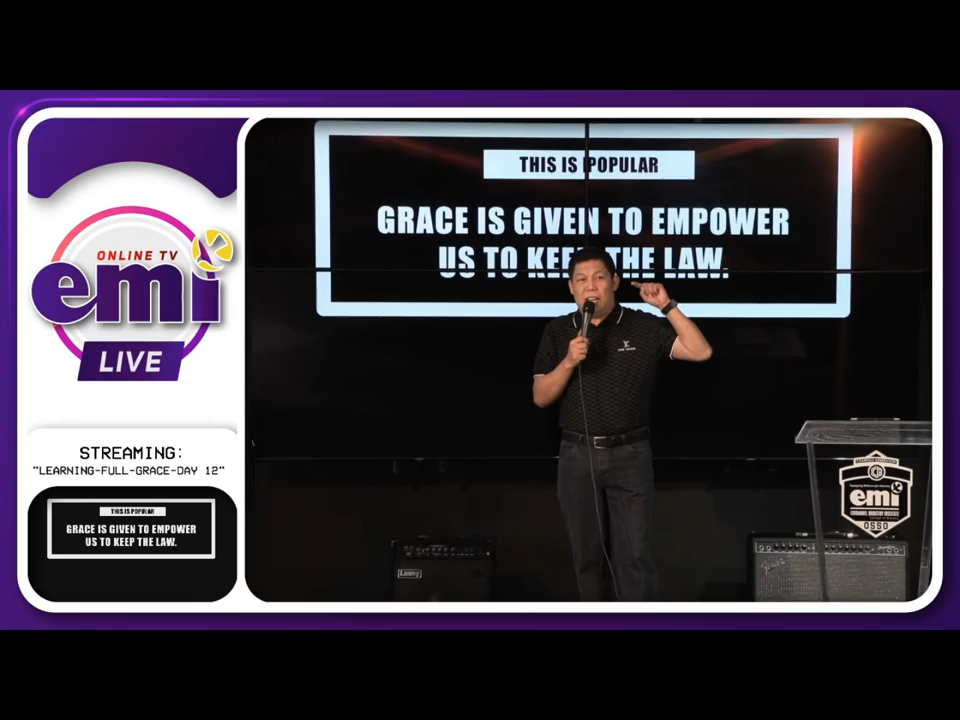 THIS IS POPULAR
GRACE IS GIVEN TO EMPOWER
US TO KEEP THE LAW.
ONLINE TV
emi
LIVE
STREAMING:
"LEARNING-FULL-GRACE-DAY 12"
THIS IS POPULAR
GRACE IS GIVEN TO EMPOWER
US TO KEEP THE LAW.
emi
OSSD
Laney
Fender